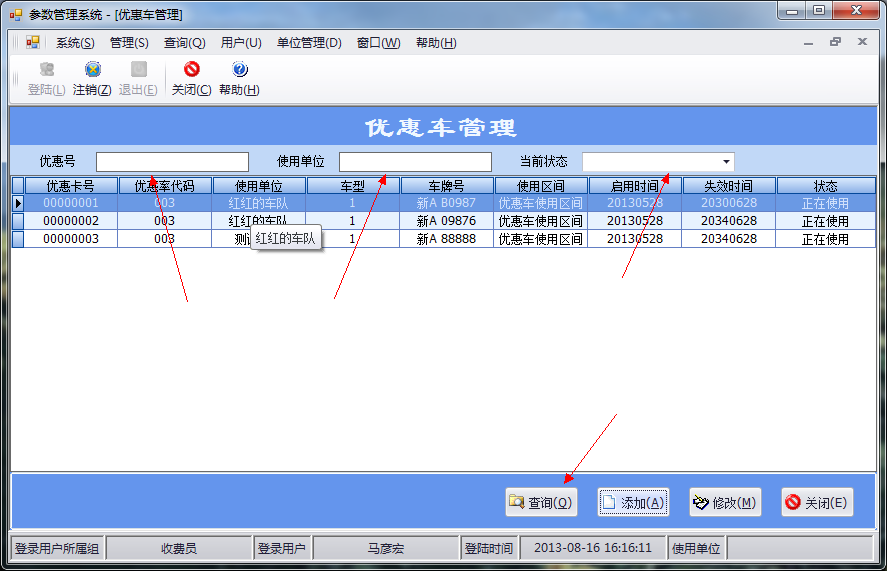 参数管理系统 - [优惠车管理]
系统(S) 管理(S) 查询(Q) 用户(U) 单位管理(D) 窗口(W) 帮助(H)
登陆(L) 注销(Z) 退出(E) 关闭(C) 帮助(H)
优惠车管理
优惠号 使用单位 当前状态
优惠卡号 优惠率代码 使用单位 车型 车牌号 使用区间 启用时间 失效时间 状态
00000001 003 红红的车队 1 新A 80987 优惠车使用区间 20130528 20300628 正在使用
00000002 003 红红的车队 1 新A 09876 优惠车使用区间 20130528 20340628 正在使用
00000003 003 测 1 新A 88888 优惠车使用区间 20130528 20340628 正在使用
红红的车队
查询(Q) 添加(A) 修改(M) 关闭(E)
登录用户所属组 收费员 登录用户 马彦宏 登陆时间 2013-08-16 16:16:11 使用单位